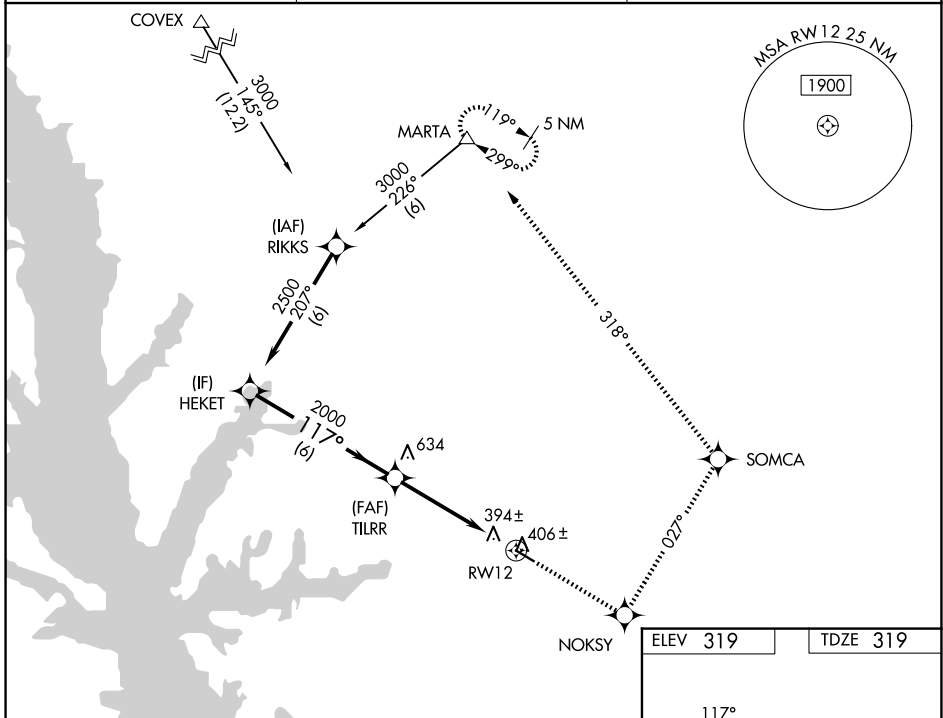 COVEX
3000
145°
(12.2)
MSA RW12 25 NM
1900
MARTA
119°
5 NM
299°
3000
226°
(6)
(IAF)
RIKKS
2500
207°
(6)
318°
(IF)
HEKET
2000
117°
(6)
634
(FAF)
TILRR
SOMCA
394±
406±
RW12
027°
NOKSY
ELEV 319
TDZE 319
117°